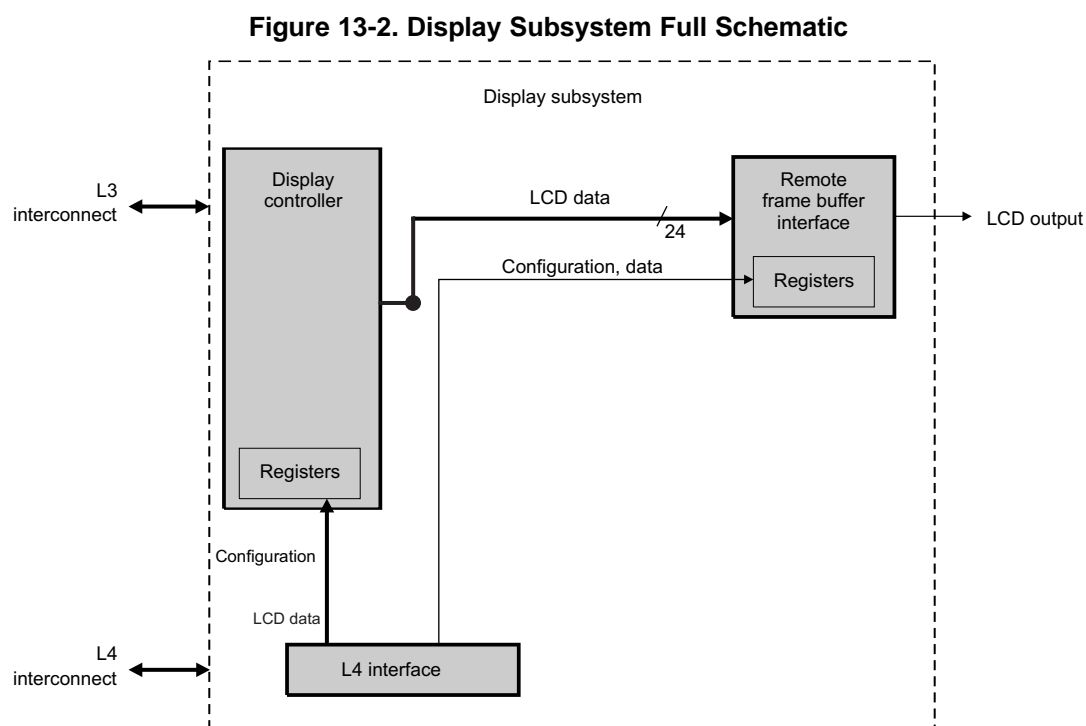 Figure 13-2. Display Subsystem Full Schematic
Display subsystem
L3
interconnect
Display
controller
LCD data
24
Remote
frame buffer
interface
LCD output
Configuration, data
Registers
Registers
Configuration
LCD data
L4
interconnect
L4 interface